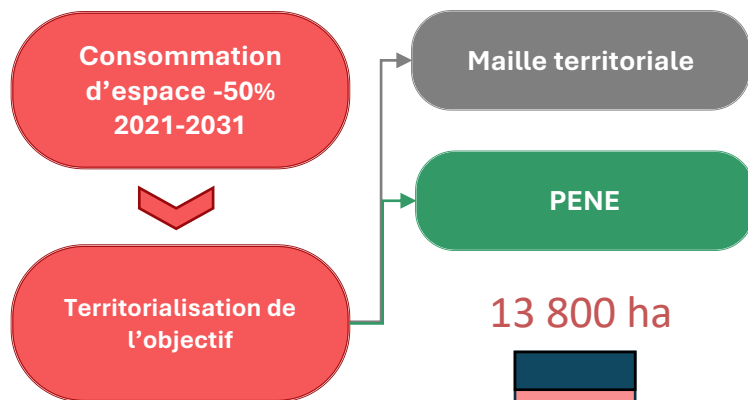 Consommation
d’espace -50%
2021-2031
Maille territoriale
PENE
Territorialisation de
l’objectif
13 800 ha